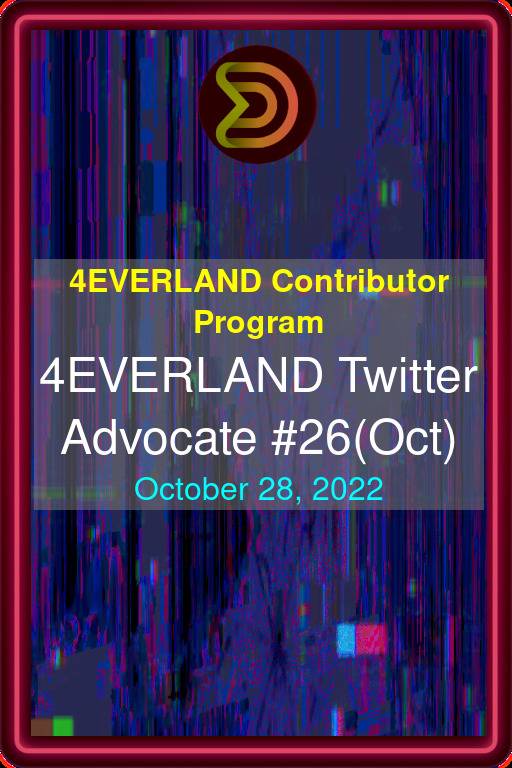 4EVERLAND Contributor
Program
4EVERLAND Twitter
Advocate #26(Oct)
October 28, 2022